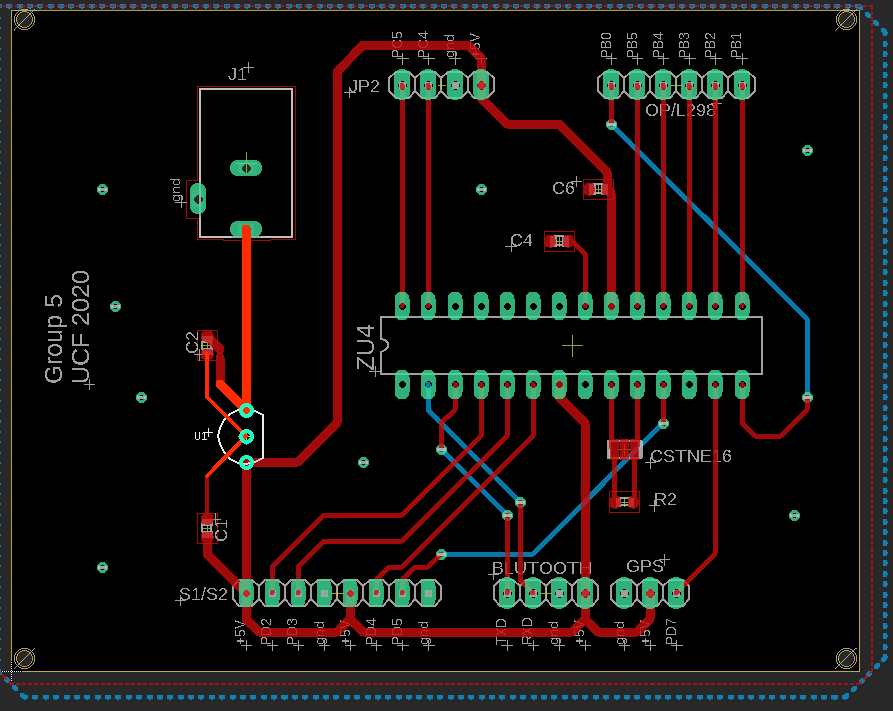 PC5
PC4
gnd
+5V
PB0
PB5
PB4
PB3
PB2
PB1
J1
JP2
OP/L298
gnd
C6
C4
Group 5
UCF 2020
C2
ZU4
U1
CSTNE16
R2
C1
BLUTOOTH
GPS
S1/S2
+5V
PD2
PD3
gnd
+5V
PD4
PD5
gnd
TXD
RXD
gnd
+5V
gnd
+5V
PD7